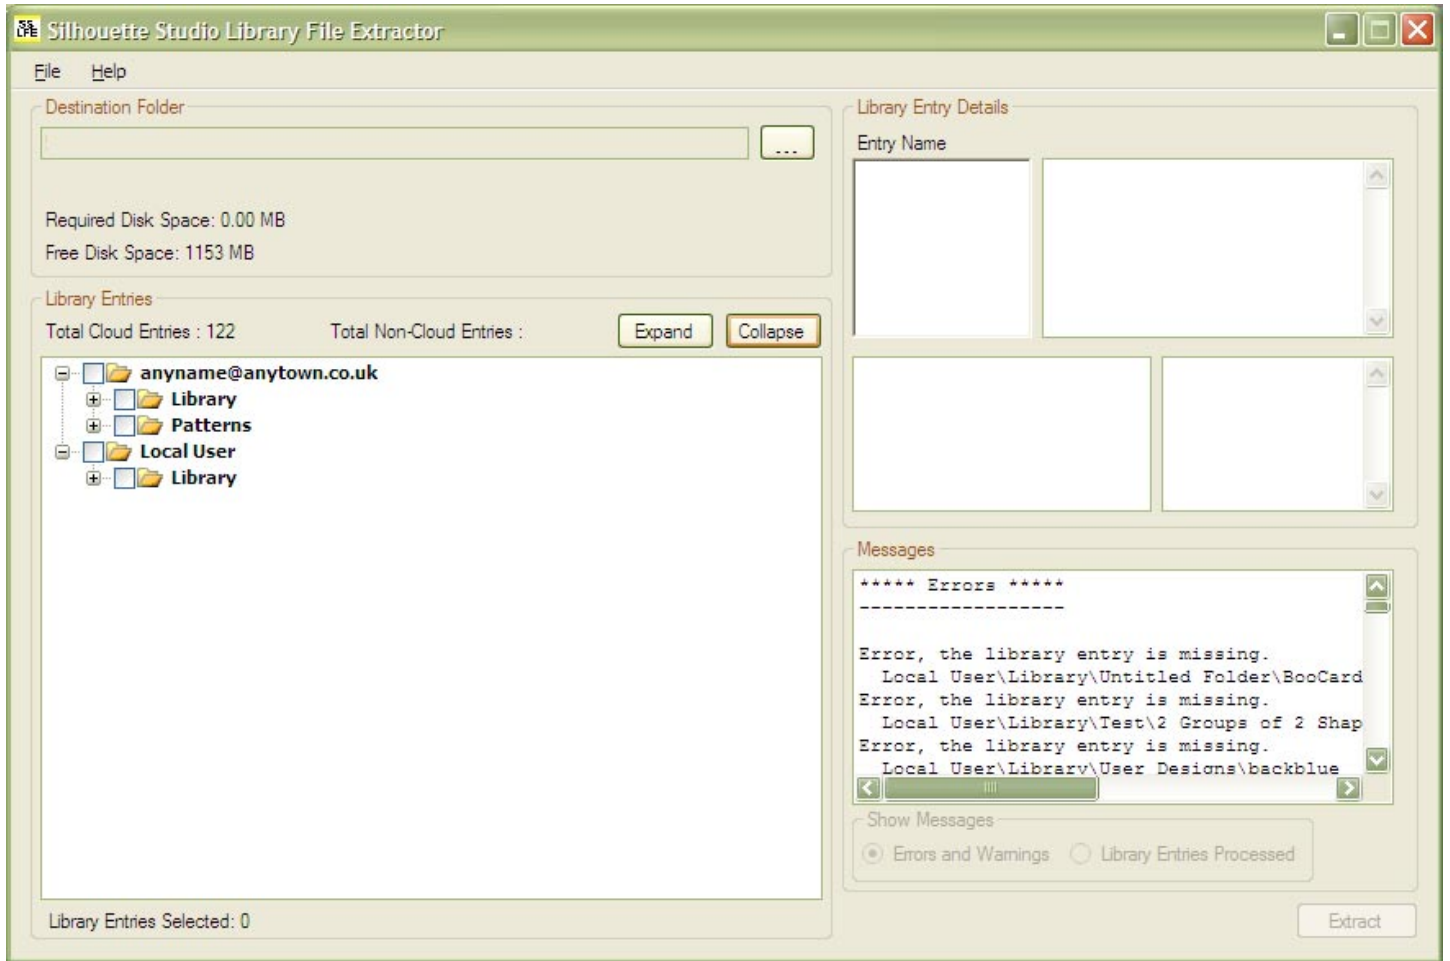 SS
LFE
Silhouette Studio Library File Extractor
File Help
Destination Folder
...
Required Disk Space: 0.00 MB
Free Disk Space: 1153 MB
Library Entries
Total Cloud Entries : 122 Total Non-Cloud Entries :
Expand
Collapse
anyname@anytown.co.uk
Library
Patterns
Local User
Library
Library Entries Selected: 0
Library Entry Details
Entry Name
Messages
***** Errors *****
------------------
Error, the library entry is missing.
Local User\Library\Untitled Folder\BooCard
Error, the library entry is missing.
Local User\Library\Test\2 Groups of 2 Shap
Error, the library entry is missing.
Local User\Library\User Designs\backblue
Show Messages
Errors and Warnings Library Entries Processed
Extract